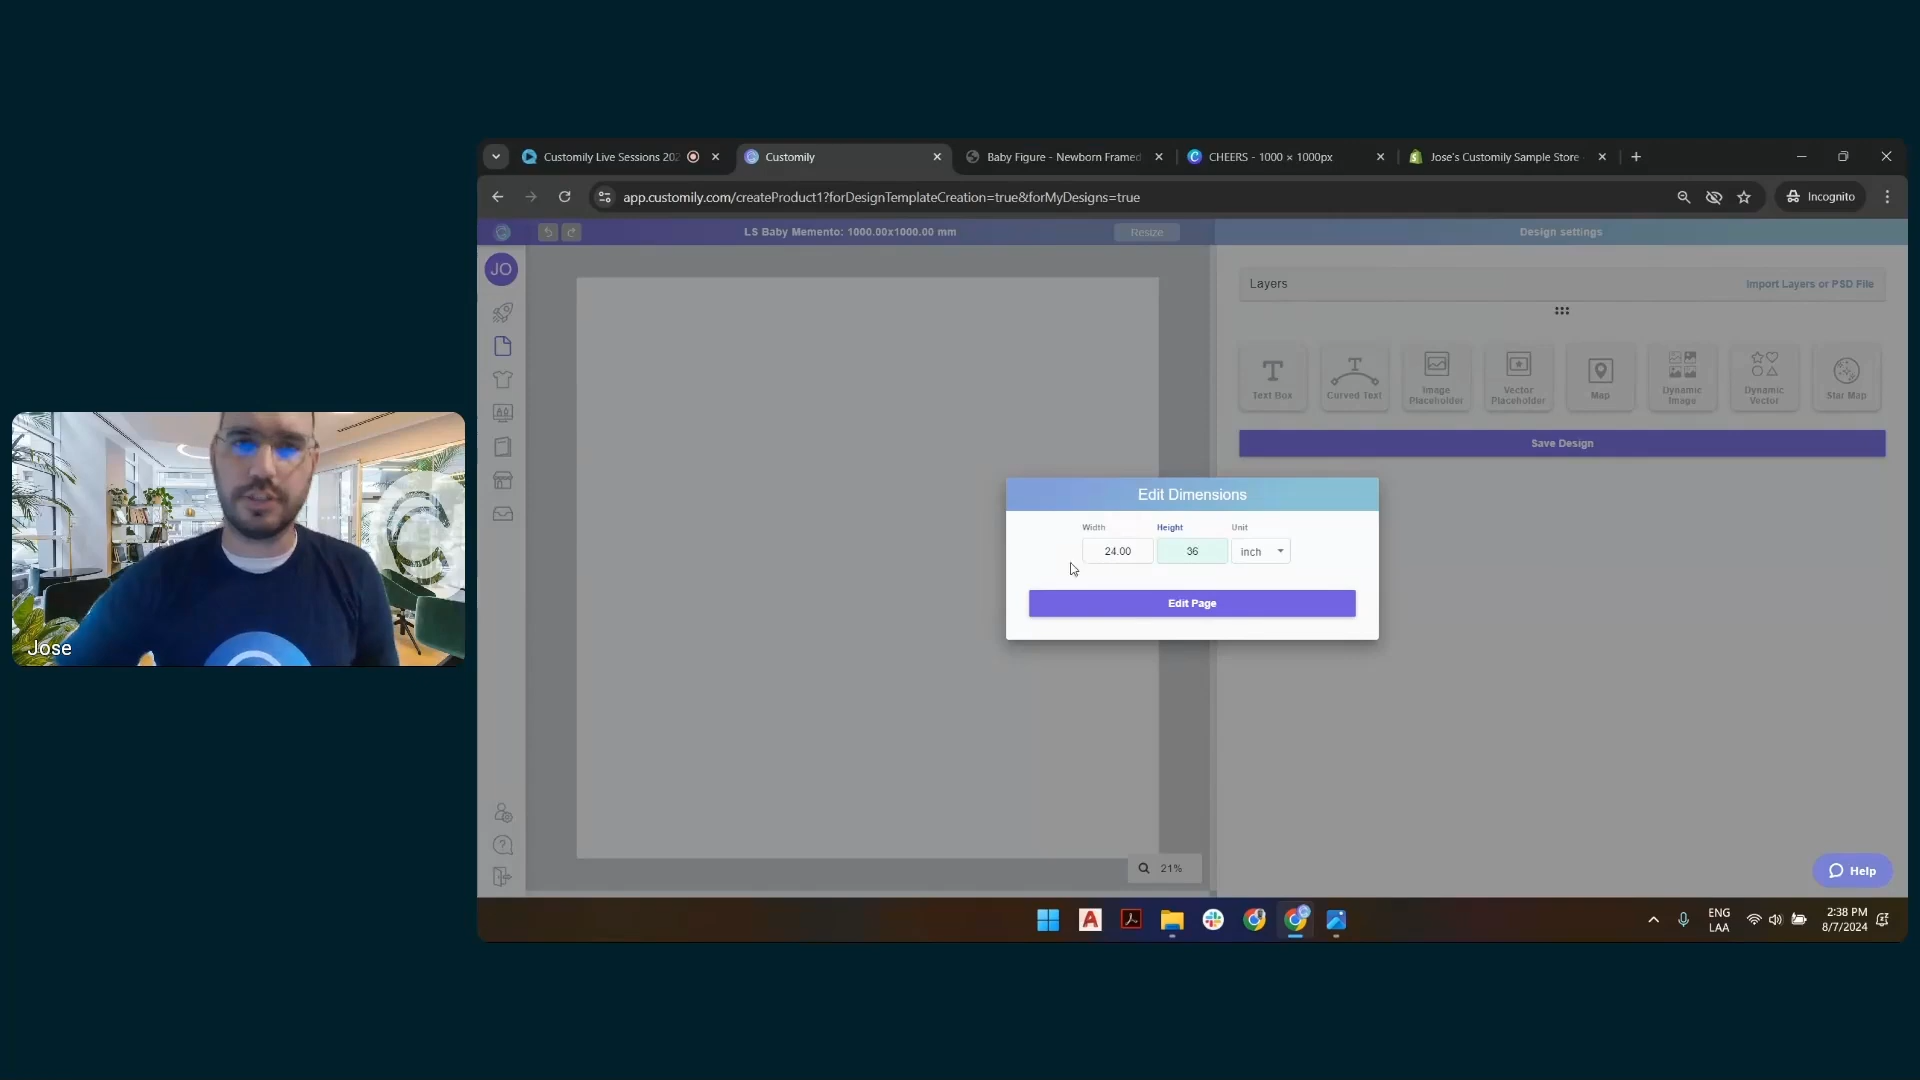 Customily Live Sessions 202
Customily
Baby Figure - Newborn Framed
CHEERS - 1000 × 1000px
Jose's Customily Sample Store
app.customily.com/createProduct1?forDesignTemplateCreation=true&forMyDesigns=true
Incognito
LS Baby Memento: 1000.00x1000.00 mm
Resize
Design settings
JO
Layers
Import Layers or PSD File
Text Box
Curved Text
Image Placeholder
Vector Placeholder
Map
Dynamic Image
Dynamic Vector
Star Map
Save Design
Edit Dimensions
Width
Height
Unit
24.00
36
inch
Edit Page
Jose
21%
Help
ENG
LAA
2:38 PM
8/7/2024